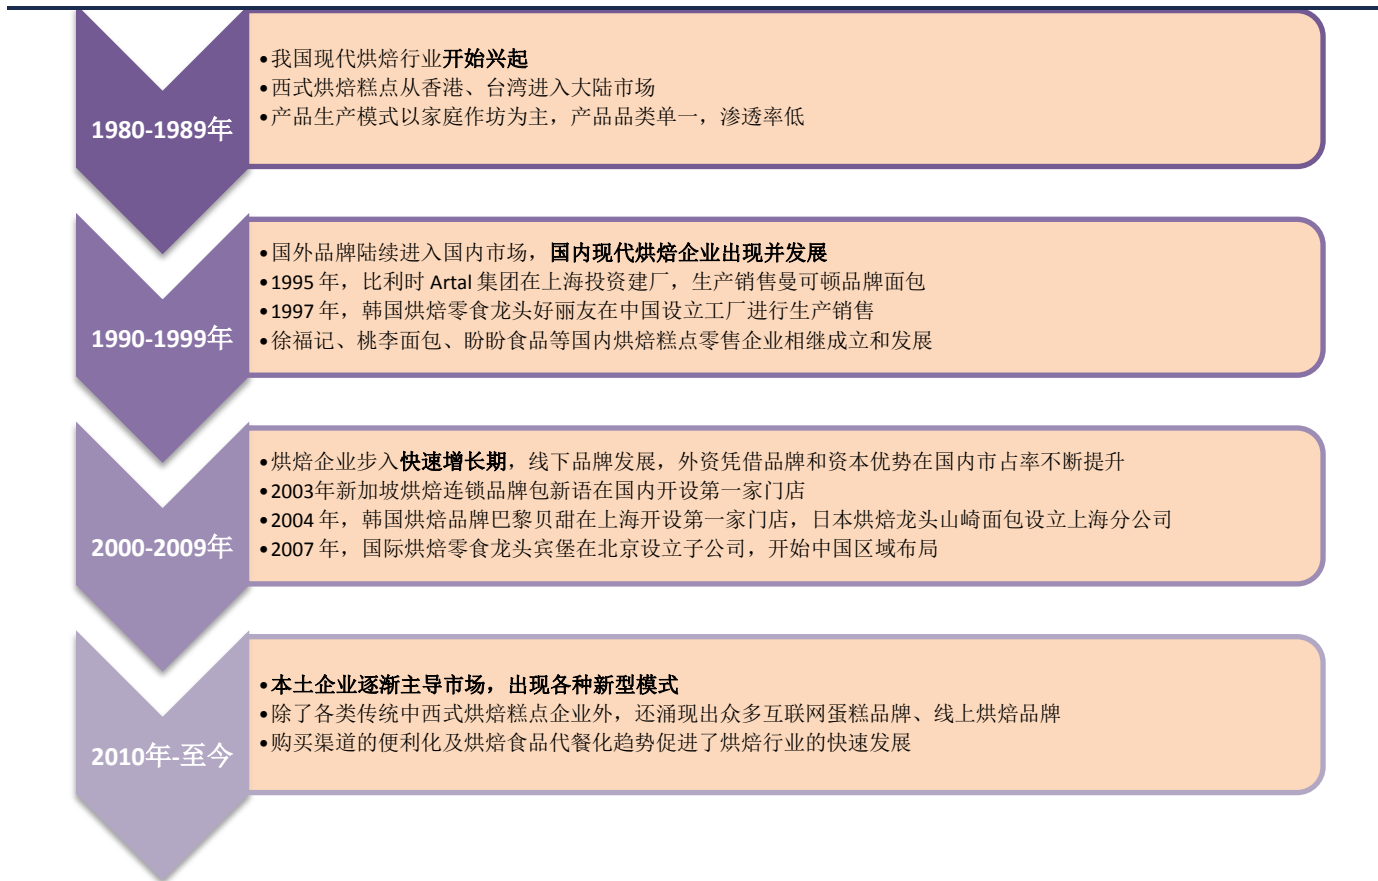 1980-1989年
•我国现代烘焙行业开始兴起
•西式烘焙糕点从香港、台湾进入大陆市场
•产品生产模式以家庭作坊为主，产品品类单一，渗透率低
1990-1999年
•国外品牌陆续进入国内市场，国内现代烘焙企业出现并发展
•1995 年，比利时 Artal 集团在上海投资建厂，生产销售曼可顿品牌面包
•1997 年，韩国烘焙零食龙头好丽友在中国设立工厂进行生产销售
•徐福记、桃李面包、盼盼食品等国内烘焙糕点零售企业相继成立和发展
2000-2009年
•烘焙企业步入快速增长期，线下品牌发展，外资凭借品牌和资本优势在国内市占率不断提升
•2003年新加坡烘焙连锁品牌包新语在国内开设第一家门店
•2004 年，韩国烘焙品牌巴黎贝甜在上海开设第一家门店，日本烘焙龙头山崎面包设立上海分公司
•2007 年，国际烘焙零食龙头宾堡在北京设立子公司，开始中国区域布局
2010年-至今
•本土企业逐渐主导市场，出现各种新型模式
•除了各类传统中西式烘焙糕点企业外，还涌现出众多互联网蛋糕品牌、线上烘焙品牌
•购买渠道的便利化及烘焙食品代餐化趋势促进了烘焙行业的快速发展